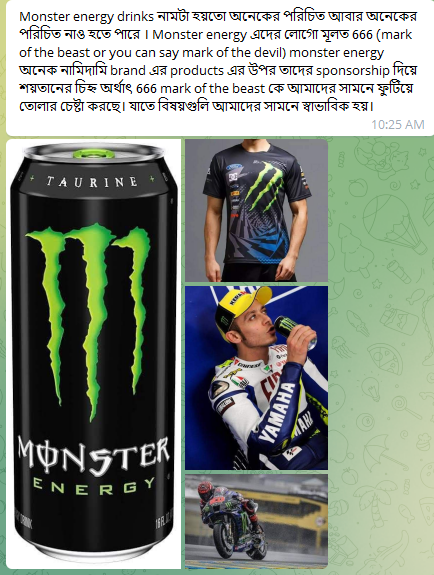 Monster energy drinks নামটা হয়তো অনেকের পরিচিত আবার অনেকের
পরিচিত নাও হতে পারে । Monster energy এদের লোগো মূলত 666 (mark
of the beast or you can say mark of the devil) monster energy
অনেক নামিদামি brand এর products এর উপর তাদের sponsorship দিয়ে
শয়তানের চিহ্ন অর্থাৎ 666 mark of the beast কে আমাদের সামনে ফুটিয়ে
তোলার চেষ্টা করছে। যাতে বিষয়গুলি আমাদের সামনে স্বাভাবিক হয়।
10:25 AM
TAURINE
MONSTER
ENERGY
YAMAHA